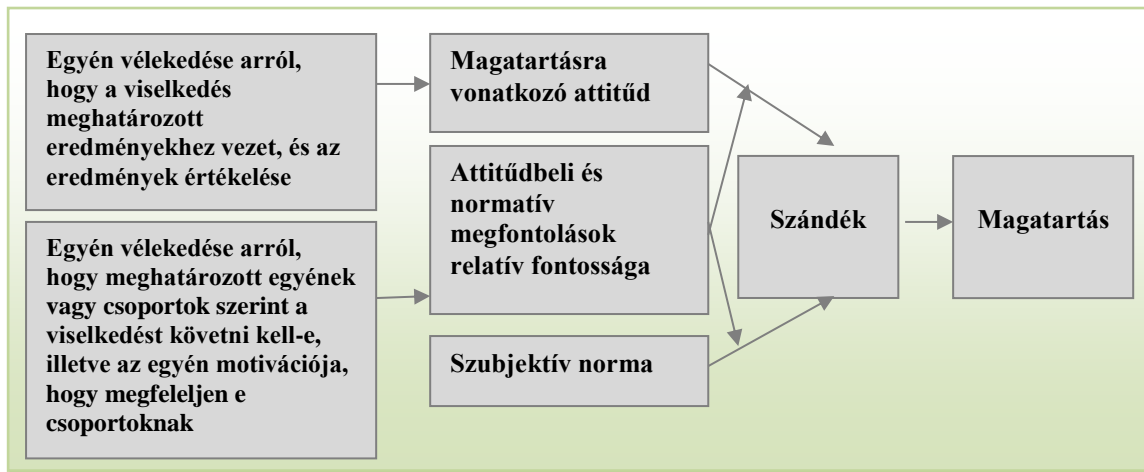 Egyén vélekedése arról,
hogy a viselkedés
meghatározott
eredményekhez vezet, és az
eredmények értékelése
Egyén vélekedése arról,
hogy meghatározott egyének
vagy csoportok szerint a
viselkedést követni kell-e,
illetve az egyén motivációja,
hogy megfeleljen e
csoportoknak
Magatartásra
vonatkozó attitűd
Attitűdbeli és
normatív
megfontolások
relatív fontossága
Szubjektív norma
Szándék
Magatartás